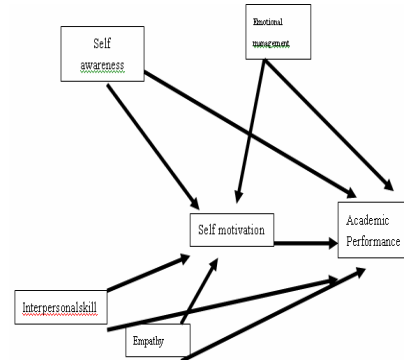 Emotional
management
Self
awareness
Self motivation
Academic
Performance
Interpersonalskill
Empathy